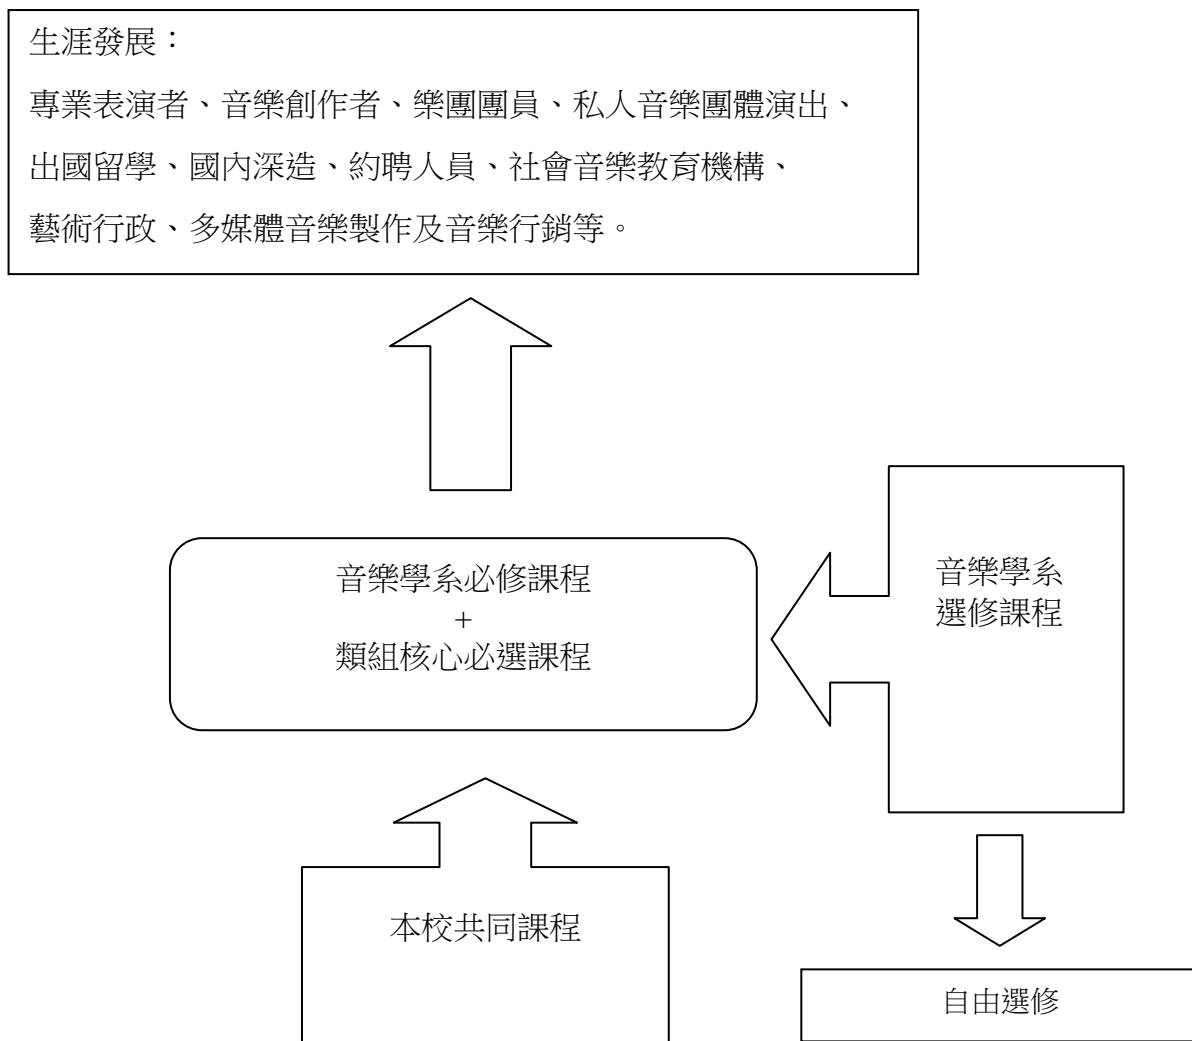 生涯發展：
專業表演者、音樂創作者、樂團團員、私人音樂團體演出、
出國留學、國內深造、約聘人員、社會音樂教育機構、
藝術行政、多媒體音樂製作及音樂行銷等。
音樂學系必修課程
+
類組核心必選課程
音樂學系
選修課程
本校共同課程
自由選修